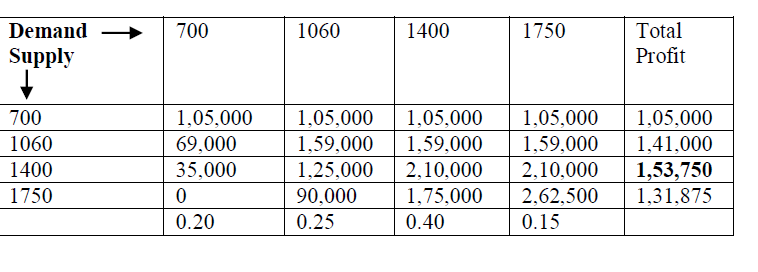 Demand → 700 1060 1400 1750 Total
Supply Profit
↓
700 1,05,000 1,05,000 1,05,000 1,05,000 1,05,000
1060 69,000 1,59,000 1,59,000 1,59,000 1,41,000
1400 35,000 1,25,000 2,10,000 2,10,000 1,53,750
1750 0 90,000 1,75,000 2,62,500 1,31,875
0.20 0.25 0.40 0.15